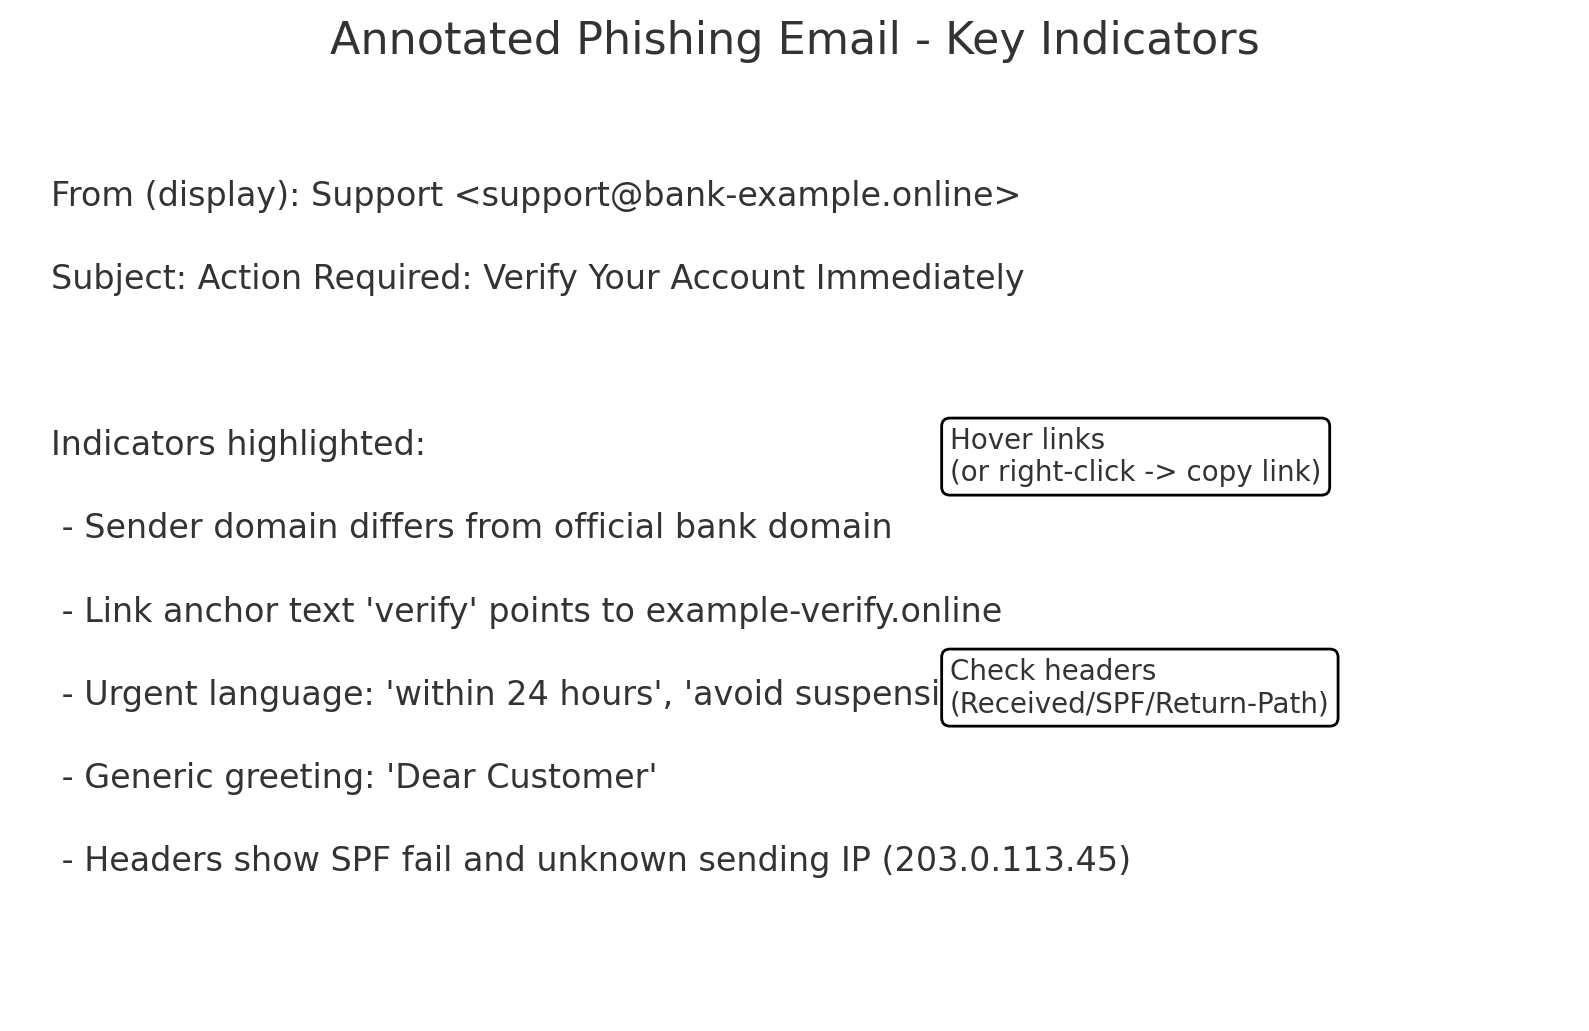 Annotated Phishing Email - Key Indicators
From (display): Support <support@bank-example.online>
Subject: Action Required: Verify Your Account Immediately
Indicators highlighted:
Hover links
(or right-click -> copy link)
- Sender domain differs from official bank domain
- Link anchor text 'verify' points to example-verify.online
- Urgent language: 'within 24 hours', 'avoid
Check headers
(Received/SPF/Return-Path)
- Generic greeting: 'Dear Customer'
- Headers show SPF fail and unknown sending IP (203.0.113.45)